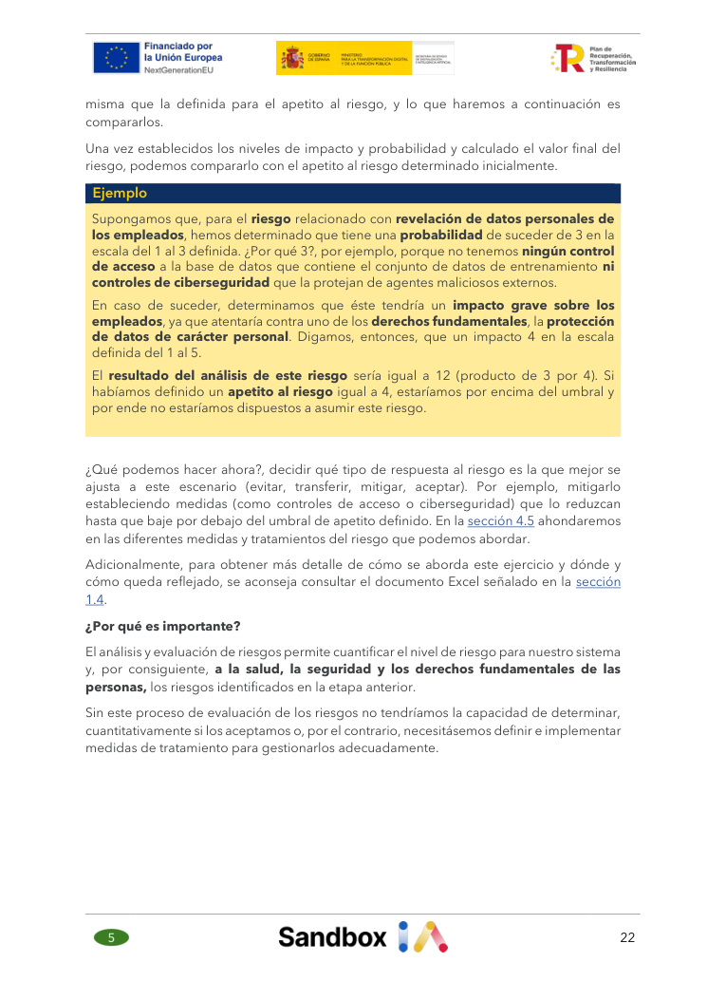 Financiado por
la Unión Europea
NextGenerationEU
GOBIERNO
DE ESPAÑA
MINISTERIO
PARA LA TRANSFORMACIÓN DIGITAL
Y DE LA FUNCIÓN PÚBLICA
SECRETARÍA DE ESTADO
DE DIGITALIZACIÓN
E INTELIGENCIA ARTIFICIAL
Plan de
Recuperación,
Transformación
y Resiliencia
misma que la definida para el apetito al riesgo, y lo que haremos a continuación es
compararlos.
Una vez establecidos los niveles de impacto y probabilidad y calculado el valor final del
riesgo, podemos compararlo con el apetito al riesgo determinado inicialmente.
Ejemplo
Supongamos que, para el riesgo relacionado con revelación de datos personales de
los empleados, hemos determinado que tiene una probabilidad de suceder de 3 en la
escala del 1 al 3 definida. ¿Por qué 3?, por ejemplo, porque no tenemos ningún control
de acceso a la base de datos que contiene el conjunto de datos de entrenamiento ni
controles de ciberseguridad que la protejan de agentes maliciosos externos.
En caso de suceder, determinamos que éste tendría un impacto grave sobre los
empleados, ya que atentaría contra uno de los derechos fundamentales, la protección
de datos de carácter personal. Digamos, entonces, que un impacto 4 en la escala
definida del 1 al 5.
El resultado del análisis de este riesgo sería igual a 12 (producto de 3 por 4). Si
habíamos definido un apetito al riesgo igual a 4, estaríamos por encima del umbral y
por ende no estaríamos dispuestos a asumir este riesgo.
¿Qué podemos hacer ahora?, decidir qué tipo de respuesta al riesgo es la que mejor se
ajusta a este escenario (evitar, transferir, mitigar, aceptar). Por ejemplo, mitigarlo
estableciendo medidas (como controles de acceso o ciberseguridad) que lo reduzcan
hasta que baje por debajo del umbral de apetito definido. En la sección 4.5 ahondaremos
en las diferentes medidas y tratamientos del riesgo que podemos abordar.
Adicionalmente, para obtener más detalle de cómo se aborda este ejercicio y dónde y
cómo queda reflejado, se aconseja consultar el documento Excel señalado en la sección
1.4.
¿Por qué es importante?
El análisis y evaluación de riesgos permite cuantificar el nivel de riesgo para nuestro sistema
y, por consiguiente, a la salud, la seguridad y los derechos fundamentales de las
personas, los riesgos identificados en la etapa anterior.
Sin este proceso de evaluación de los riesgos no tendríamos la capacidad de determinar,
cuantitativamente si los aceptamos o, por el contrario, necesitásemos definir e implementar
medidas de tratamiento para gestionarlos adecuadamente.
5
Sandbox
22